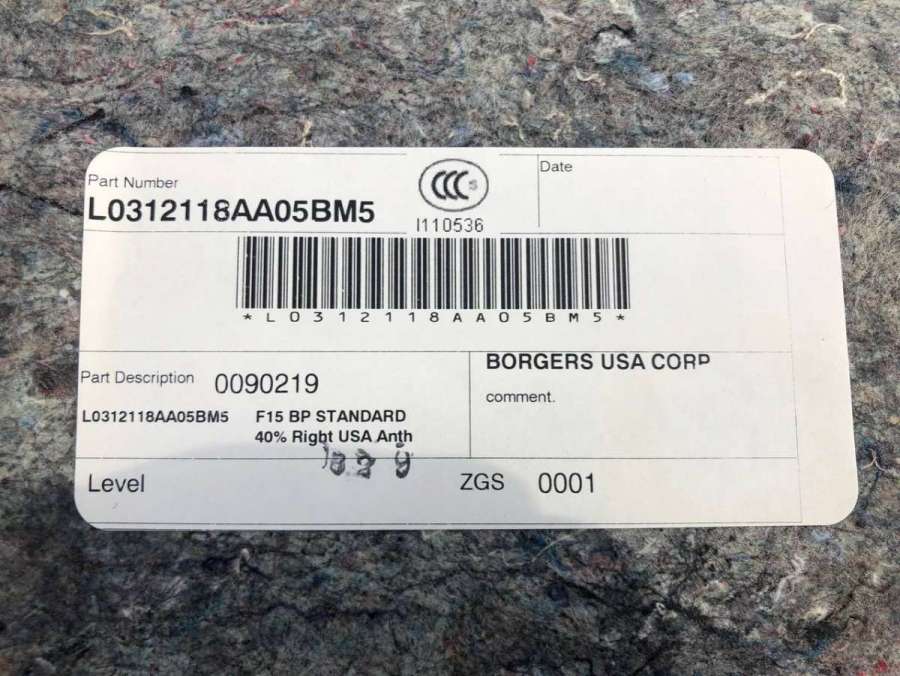 Part Number
L0312118AA05BM5
CCC S
I110536
Date
*L0312118AA05BM5*
Part Description 0090219
L0312118AA05BM5 F15 BP STANDARD
40% Right USA Anth
BORGERS USA CORP
comment.
Level
ZGS 0001